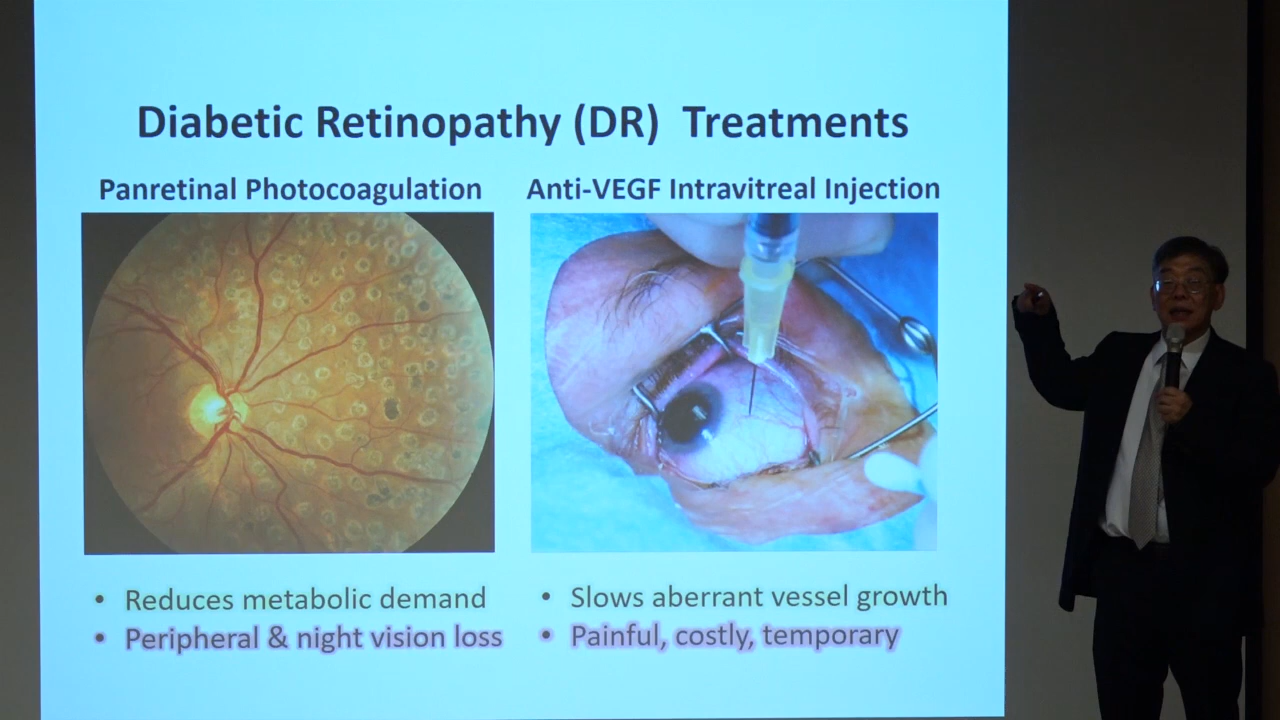 Diabetic Retinopathy (DR) Treatments
Panretinal Photocoagulation
Anti-VEGF Intravitreal Injection
• Reduces metabolic demand
• Peripheral & night vision loss
• Slows aberrant vessel growth
• Painful, costly, temporary